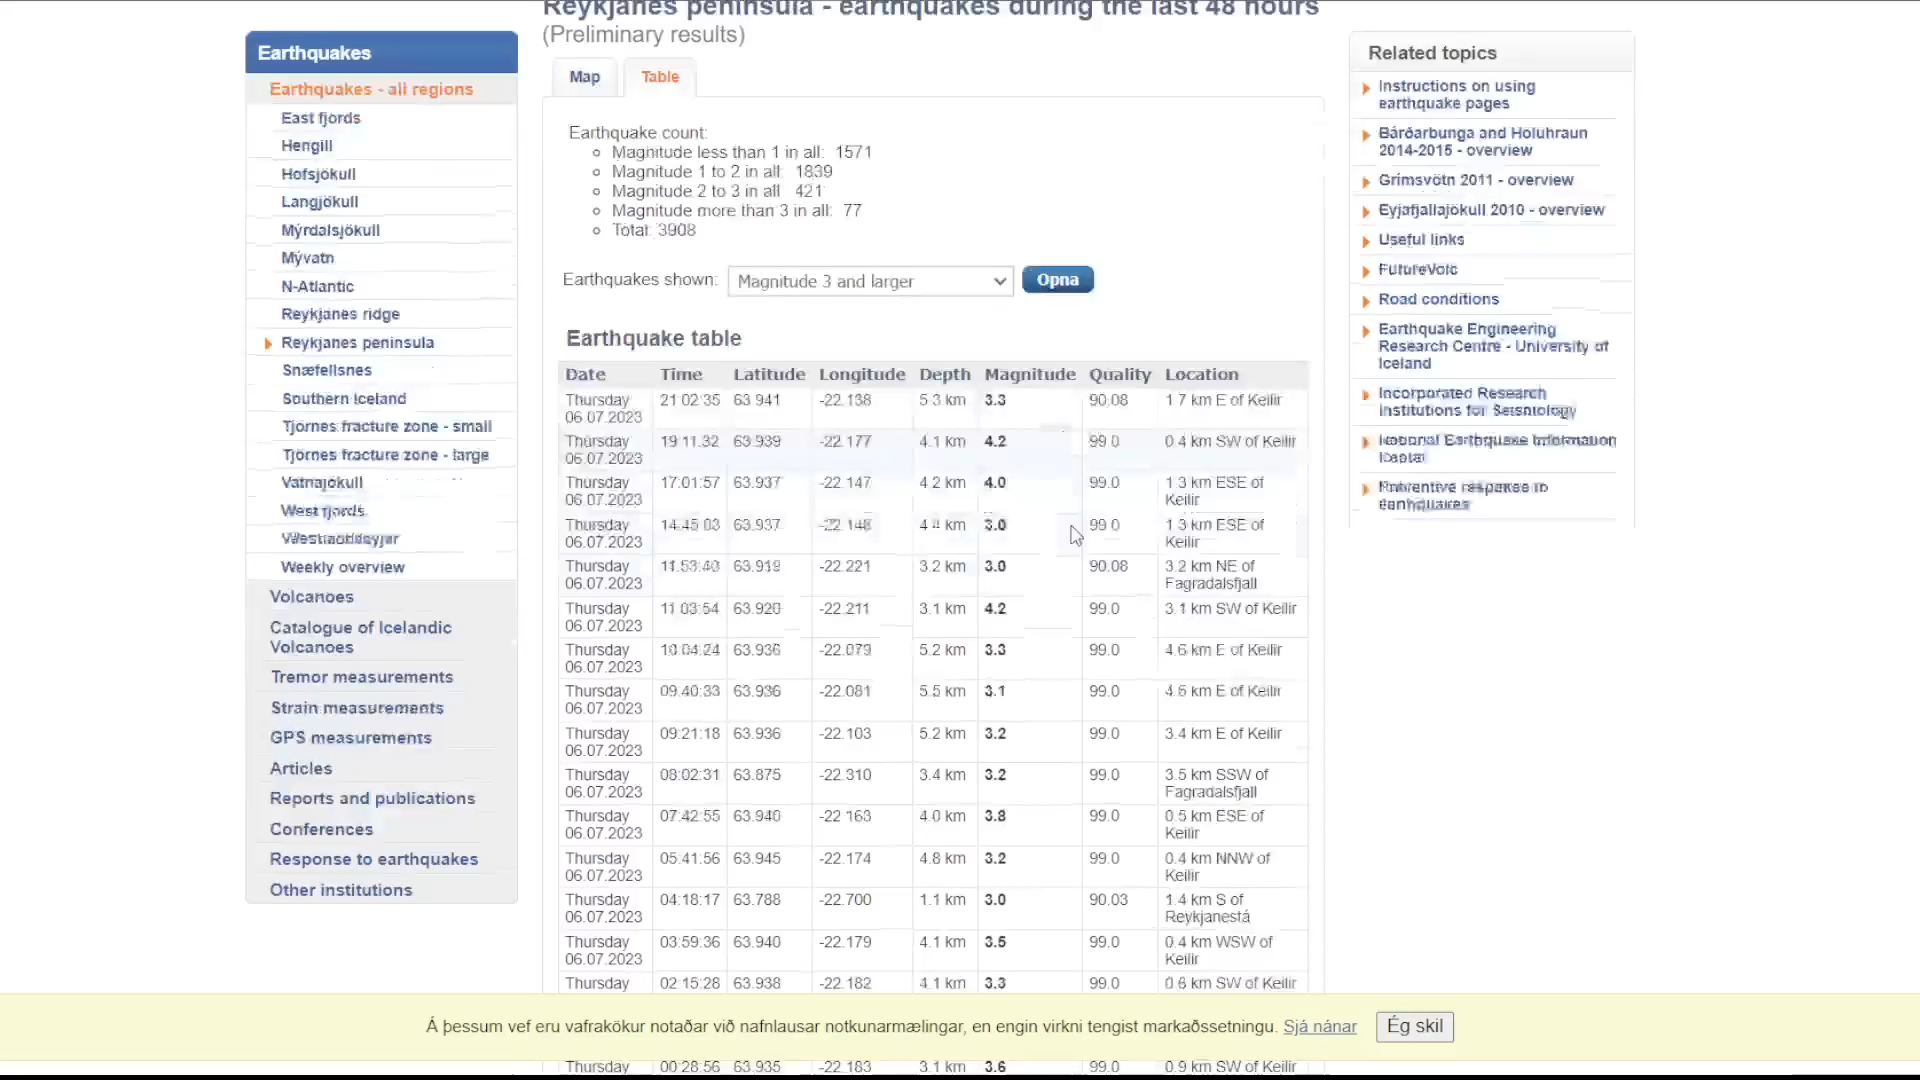 Reykjanes peninsula - earthquakes during the last 48 hours
(Preliminary results)
Earthquakes
Earthquakes - all regions
East fjords
Hengill
Hofsjökull
Langjökull
Mýrdalsjökull
Mývatn
N-Atlantic
Reykjanes ridge
Reykjanes peninsula
Snæfellsnes
Southern Iceland
Tjörnes fracture zone - small
Tjörnes fracture zone - large
Vatnajökull
West fjords
Weekly overview
Volcanoes
Catalogue of Icelandic
Volcanoes
Tremor measurements
Strain measurements
GPS measurements
Articles
Reports and publications
Conferences
Response to earthquakes
Other institutions
Map Table
Earthquake count:
Magnitude less than 1 in all: 1571
Magnitude 1 to 2 in all: 1839
Magnitude 2 to 3 in all: 421
Magnitude more than 3 in all: 77
Total: 3908
Earthquakes shown: Magnitude 3 and larger Opna
Earthquake table
Date Time Latitude Longitude Depth Magnitude Quality Location
Thursday 21:02:35 63.941 -22.138 5.3 km 3.3 90.08 1.7 km E of Keilir
06.07.2023
Thursday 19:11:32 63.939 -22.177 4.1 km 4.2 99.0 0.4 km SW of Keilir
06.07.2023
Thursday 17:01:57 63.937 -22.147 4.2 km 4.0 99.0 1.3 km ESE of
06.07.2023 Keilir
Thursday 14:45:03 63.937 -22.148 4.4 km 3.0 99.0 1.3 km ESE of
06.07.2023 Keilir
Thursday 11:53:40 63.919 -22.221 3.2 km 3.0 90.08 3.2 km NE of
06.07.2023 Fagradalsfjall
Thursday 11:03:54 63.920 -22.211 3.1 km 4.2 99.0 3.1 km SW of Keilir
06.07.2023
Thursday 10:04:24 63.936 -22.079 5.2 km 3.3 99.0 4.6 km E of Keilir
06.07.2023
Thursday 09:40:33 63.936 -22.081 5.5 km 3.1 99.0 4.5 km E of Keilir
06.07.2023
Thursday 09:21:18 63.936 -22.103 5.2 km 3.2 99.0 3.4 km E of Keilir
06.07.2023
Thursday 08:02:31 63.875 -22.310 3.4 km 3.2 99.0 3.5 km SSW of
06.07.2023 Fagradalsfjall
Thursday 07:42:55 63.940 -22.163 4.0 km 3.8 99.0 0.5 km ESE of
06.07.2023 Keilir
Thursday 05:41:56 63.945 -22.174 4.8 km 3.2 99.0 0.4 km NNW of
06.07.2023 Keilir
Thursday 04:18:17 63.788 -22.700 1.1 km 3.0 90.03 1.4 km S of
06.07.2023 Reykjanestá
Thursday 03:59:36 63.940 -22.179 4.1 km 3.5 99.0 0.4 km WSW of
06.07.2023 Keilir
Thursday 02:15:28 63.938 -22.182 4.1 km 3.3 99.0 0.6 km SW of Keilir
Thursday 00:28:56 63.935 -22.183 3.1 km 3.6 99.0 0.9 km SW of Keilir
Related topics
Instructions on using
earthquake pages
Bárðarbunga and Holuhraun
2014-2015 - overview
Grímsvötn 2011 - overview
Eyjafjallajökull 2010 - overview
Useful links
FutureVolc
Road conditions
Earthquake Engineering
Research Centre - University of
Iceland
Incorporated Research
Institutions for Seismology
National Earthquake Information
earthquakes
Á þessum vef eru vafrakökur notaðar við nafnlausar notkunarmælingar, en engin virkni tengist markaðssetningu. Sjá nánar Ég skil